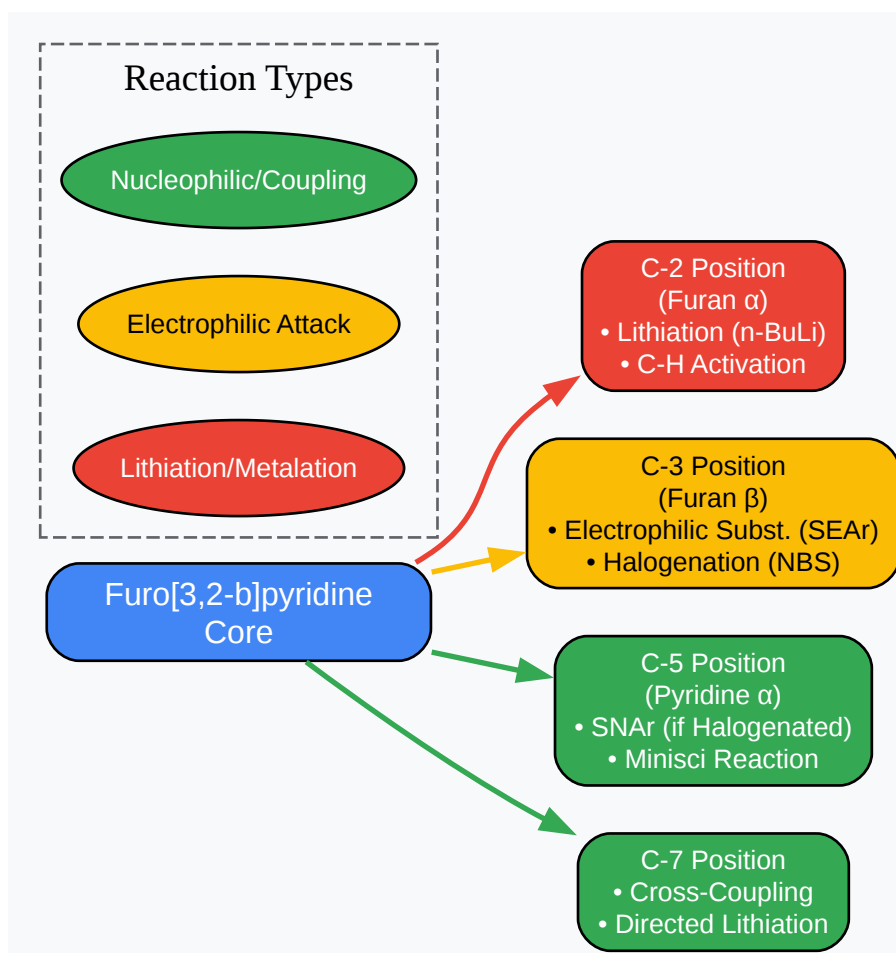 Reaction Types
Nucleophilic/Coupling
Electrophilic Attack
Lithiation/Metalation
Furo[3,2-b]pyridine
Core
C-2 Position
(Furan α)
• Lithiation (n-BuLi)
• C-H Activation
C-3 Position
(Furan β)
• Electrophilic Subst. (SEAr)
• Halogenation (NBS)
C-5 Position
(Pyridine α)
• SNAr (if Halogenated)
• Minisci Reaction
C-7 Position
• Cross-Coupling
• Directed Lithiation